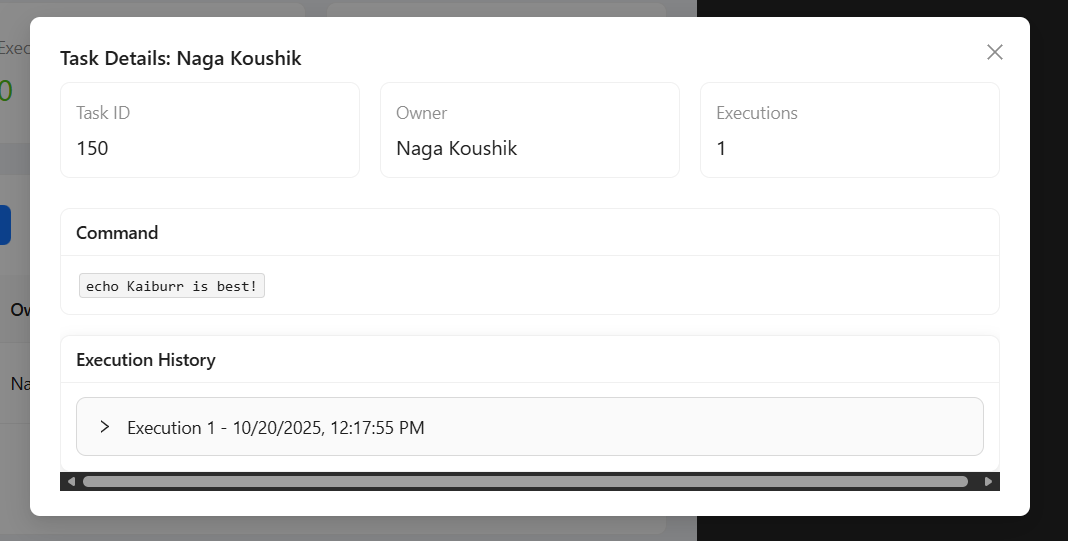 Task Details: Naga Koushik
Task ID
150
Owner
Naga Koushik
Executions
1
Command
echo Kaiburr is best!
Execution History
Execution 1 - 10/20/2025, 12:17:55 PM
Exec
0
Ow
Na